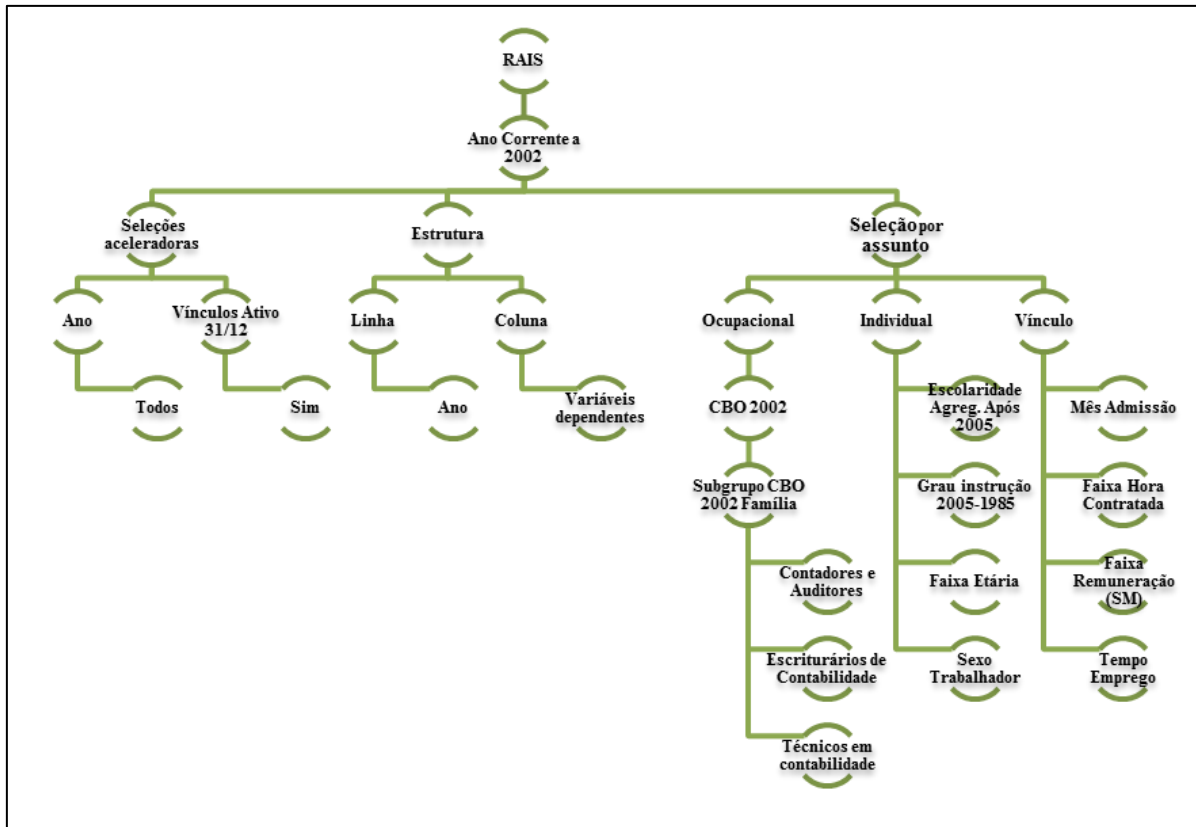 RAIS
Ano Corrente a
2002
Seleções
aceleradoras
Estrutura
Seleção por
assunto
Ano
Vínculos Ativo
31/12
Linha
Coluna
Ocupacional
Individual
Vínculo
Todos
Sim
Ano
Variáveis
dependentes
CBO 2002
Escolaridade
Agreg. Após
2005
Mês Admissão
Subgrupo CBO
2002 Família
Grau instrução
2005-1985
Faixa Hora
Contratada
Contadores e
Auditores
Faixa Etária
Faixa
Remuneração
(SM)
Escriturários de
Contabilidade
Sexo
Trabalhador
Tempo
Emprego
Técnicos em
contabilidade